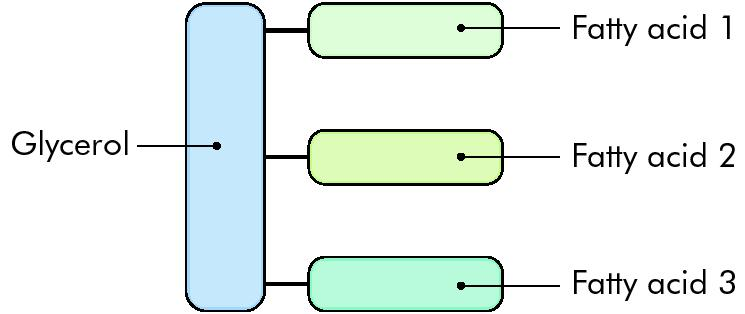 Fatty acid 1
Glycerol
Fatty acid 2
Fatty acid 3